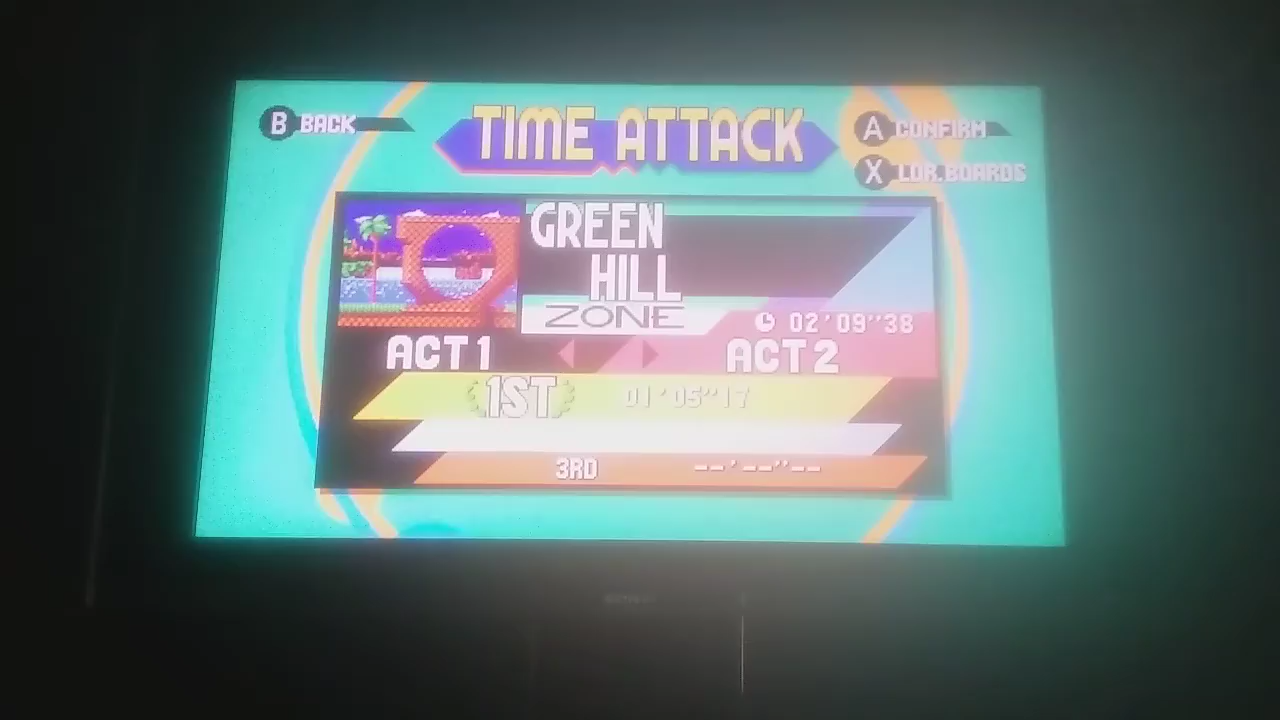 B BACK
TIME ATTACK
A CONFIRM
X LDR.BOARDS
GREEN
HILL
ZONE
02'09"38
ACT 1
ACT 2
1ST 01'05"17
3RD --'--"--